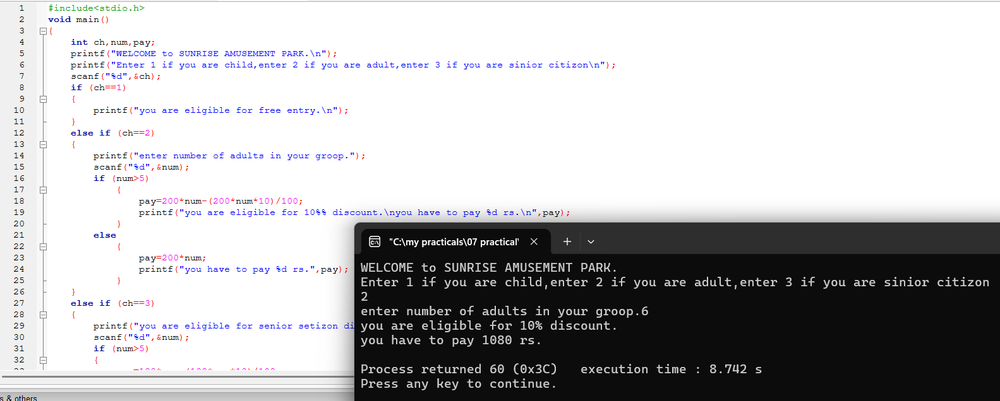 1 #include<stdio.h>
2 void main()
3 {
4 int ch,num,pay;
5 printf("WELCOME to SUNRISE AMUSEMENT PARK.\n");
6 printf("Enter 1 if you are child,enter 2 if you are adult,enter 3 if you are sinior citizon\n");
7 scanf("%d",&ch);
8 if (ch==1)
9 {
10 printf("you are eligible for free entry.\n");
11 }
12 else if (ch==2)
13 {
14 printf("enter number of adults in your groop.");
15 scanf("%d",&num);
16 if (num>5)
17 {
18 pay=200*num-(200*num*10)/100;
19 printf("you are eligible for 10%% discount.\nyou have to pay %d rs.\n",pay);
20 }
21 else
22 {
23 pay=200*num;
24 printf("you have to pay %d rs.",pay);
25 }
26 }
27 else if (ch==3)
28 {
29 printf("you are eligible for senior setizon di
30 scanf("%d",&num);
31 if (num>5)
32 {
s & others
"C:\my practicals\07 practical'
WELCOME to SUNRISE AMUSEMENT PARK.
Enter 1 if you are child,enter 2 if you are adult,enter 3 if you are sinior citizon
2
enter number of adults in your groop.6
you are eligible for 10% discount.
you have to pay 1080 rs.
Process returned 60 (0x3C) execution time : 8.742 s
Press any key to continue.